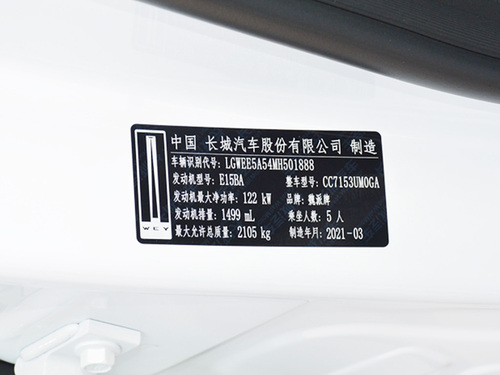 中国 长城汽车股份有限公司 制造
车辆识别代号: LGWEE5A54MH501888
发动机型号: E15BA 整车型号: CC7153UM0GA
发动机最大净功率: 122 kW 品牌: 魏派牌
发动机排量: 1499 mL 乘坐人数: 5 人
最大允许总质量: 2105 kg 制造年月: 2021-03
WEY